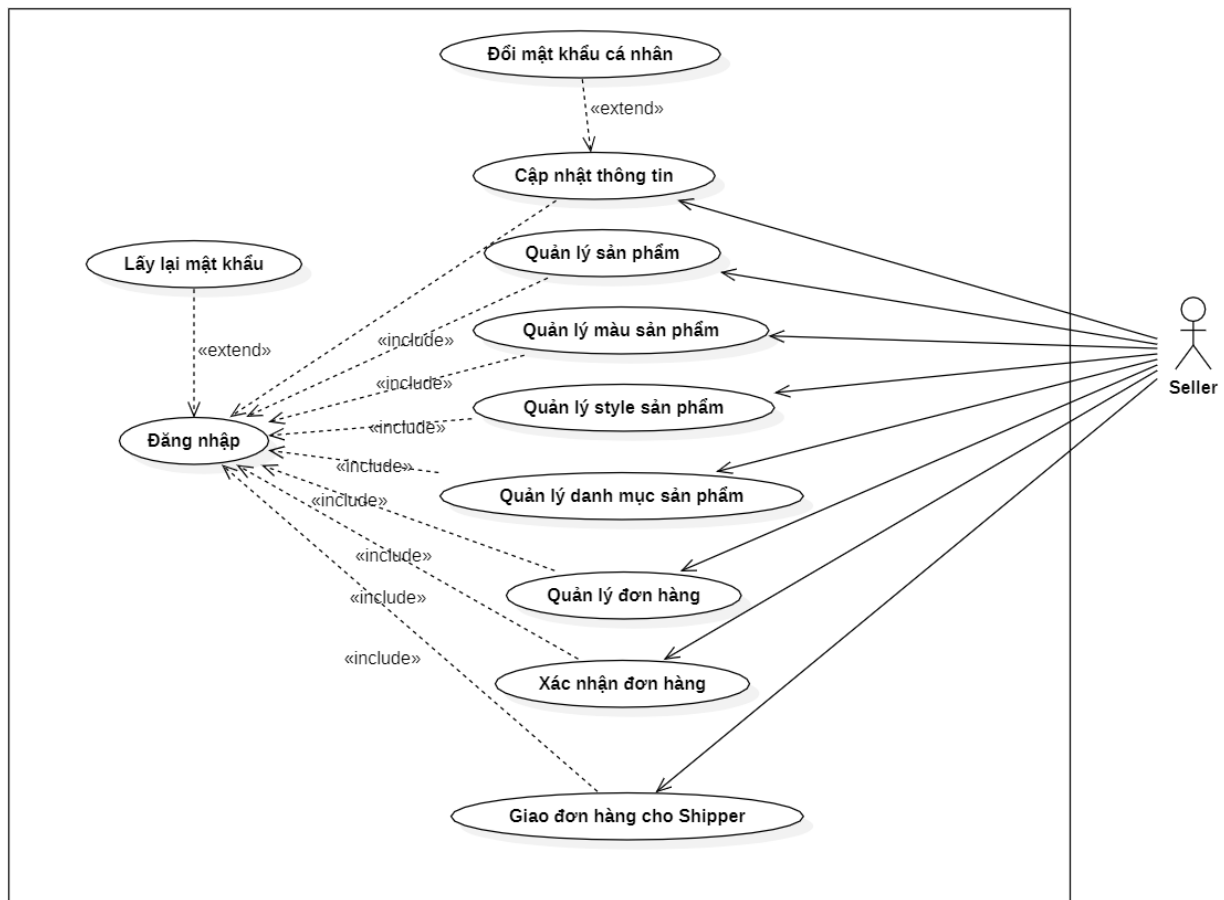 Đổi mật khẩu cá nhân
«extend»
Cập nhật thông tin
Quản lý sản phẩm
Lấy lại mật khẩu
Quản lý màu sản phẩm
«include»
«extend»
«include»
Seller
Quản lý style sản phẩm
«include»
Đăng nhập
«include»
Quản lý danh mục sản phẩm
«include»
«include»
Quản lý đơn hàng
«include»
«include»
Xác nhận đơn hàng
Giao đơn hàng cho Shipper